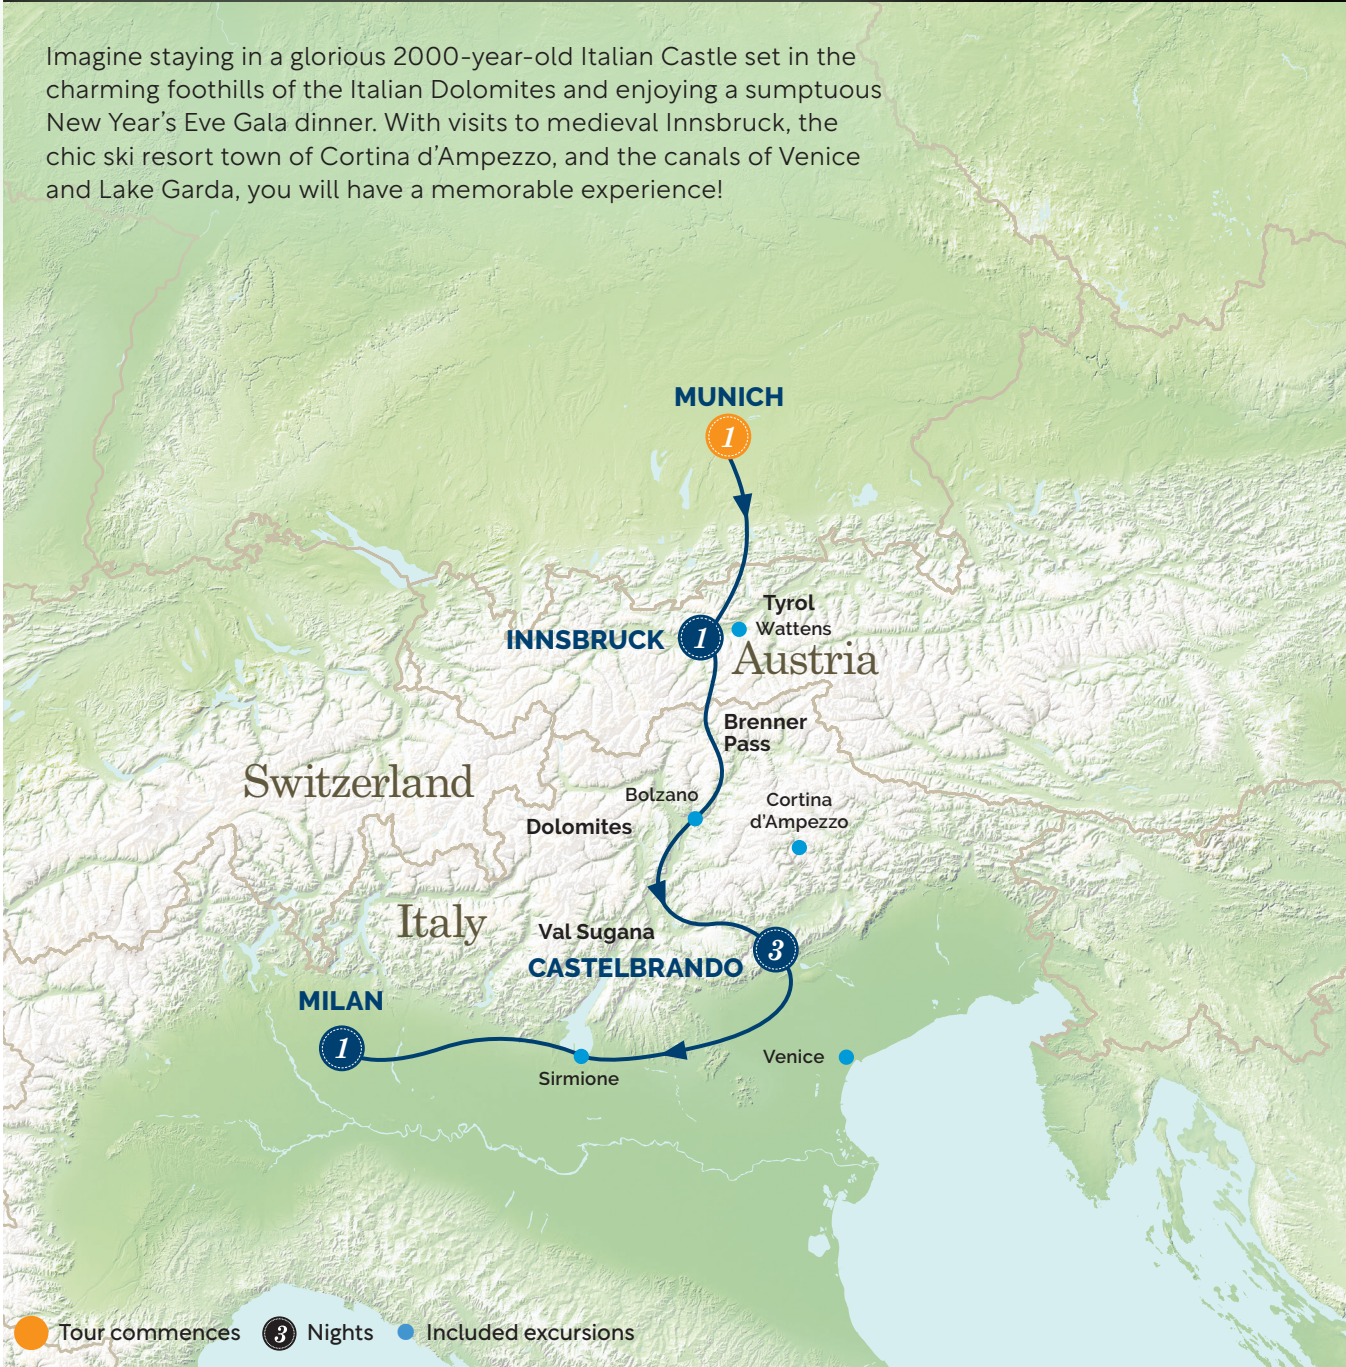 Imagine staying in a glorious 2000-year-old Italian Castle set in the
charming foothills of the Italian Dolomites and enjoying a sumptuous
New Year's Eve Gala dinner. With visits to medieval Innsbruck, the
chic ski resort town of Cortina d'Ampezzo, and the canals of Venice
and Lake Garda, you will have a memorable experience!
MUNICH
1
Tyrol
INNSBRUCK
1
Wattens
Austria
Brenner
Pass
Switzerland
Bolzano
Cortina
d'Ampezzo
Dolomites
Italy
Val Sugana
CASTELBRANDO
3
MILAN
1
Sirmione
Venice
Tour commences
3
Nights
Included excursions